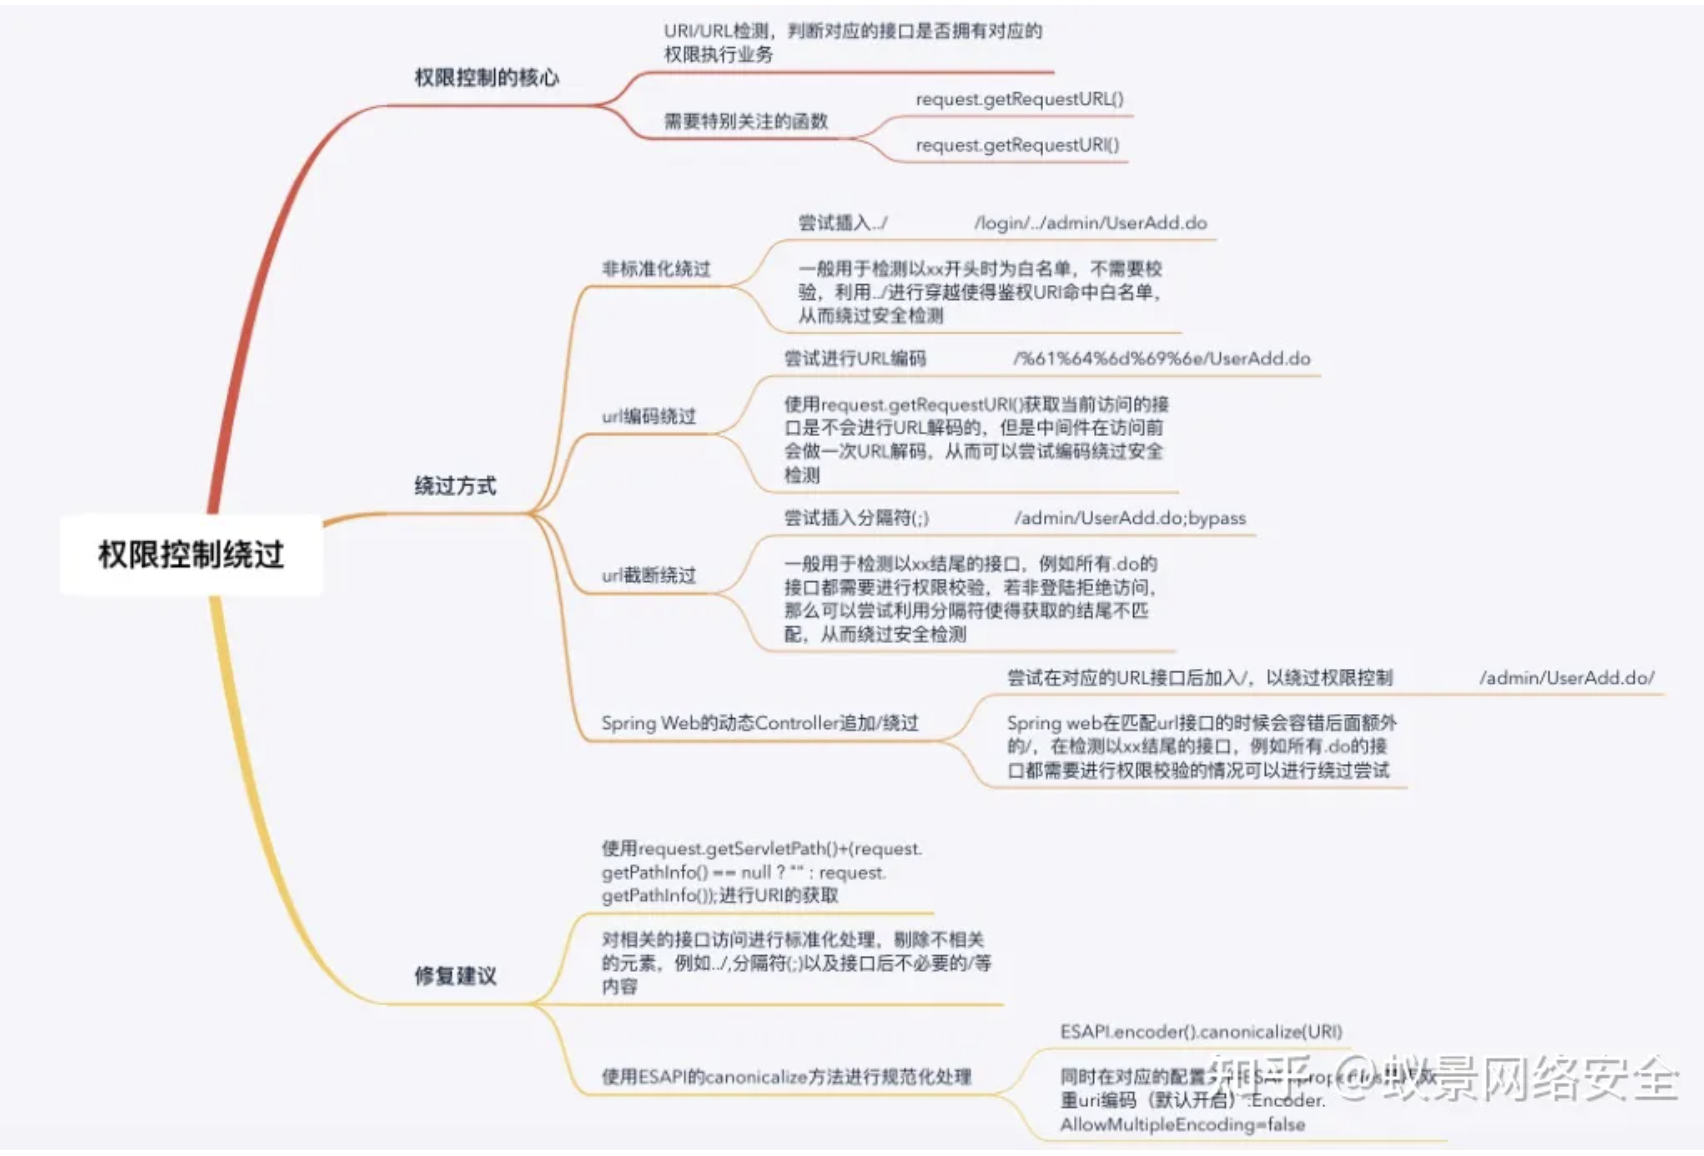 URI/URL检测，判断对应的接口是否拥有对应的
权限执行业务
权限控制的核心
request.getRequestURL()
需要特别关注的函数
request.getRequestURI()
尝试插入../ /login/../admin/UserAdd.do
非标准化绕过
一般用于检测以xx开头时为白名单，不需要校
验，利用../进行穿越使得鉴权URI命中白名单，
从而绕过安全检测
尝试进行URL编码 /%61%64%6d%69%6e/UserAdd.do
url编码绕过
使用request.getRequestURI()获取当前访问的接
口是不会进行URL解码的，但是中间件在访问前
会做一次URL解码，从而可以尝试编码绕过安全
检测
绕过方式
尝试插入分隔符(;) /admin/UserAdd.do;bypass
url截断绕过
一般用于检测以xx结尾的接口，例如所有.do的
接口都需要进行权限校验，若非登陆拒绝访问，
那么可以尝试利用分隔符使得获取的结尾不匹
配，从而绕过安全检测
权限控制绕过
尝试在对应的URL接口后加入/，以绕过权限控制 /admin/UserAdd.do/
Spring Web的动态Controller追加/绕过
Spring web在匹配url接口的时候会容错后面额外
的/，在检测以xx结尾的接口，例如所有.do的接
口都需要进行权限校验的情况可以进行绕过尝试
使用request.getServletPath()+(request.
getPathInfo() == null ? "" : request.
getPathInfo());进行URI的获取
对相关的接口访问进行标准化处理，剔除不相关
的元素，例如../,分隔符(;)以及接口后不必要的/等
内容
修复建议
ESAPI.encoder().canonicalize(URI)
使用ESAPI的canonicalize方法进行规范化处理
同时在对应的配置
重uri编码（默认开启）:Encoder.
AllowMultipleEncoding=false
知乎 @蚁景网络安全